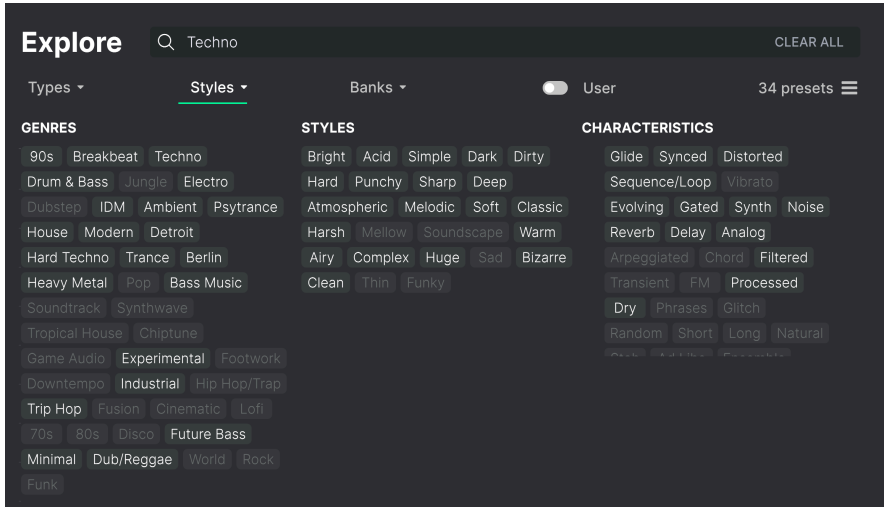 Explore Techno CLEAR ALL
Types Styles Banks User 34 presets
GENRES
90s Breakbeat Techno
Drum & Bass Jungle Electro
Dubstep IDM Ambient Psytrance
House Modern Detroit
Hard Techno Trance Berlin
Heavy Metal Pop Bass Music
Soundtrack Synthwave
Tropical House Chiptune
Game Audio Experimental Footwork
Downtempo Industrial Hip Hop/Trap
Trip Hop Fusion Cinematic Lofi
70s 80s Disco Future Bass
Minimal Dub/Reggae World Rock
Funk
STYLES
Bright Acid Simple Dark Dirty
Hard Punchy Sharp Deep
Atmospheric Melodic Soft Classic
Harsh Mellow Soundscape Warm
Airy Complex Huge Sad Bizarre
Clean Thin Funky
CHARACTERISTICS
Glide Synced Distorted
Sequence/Loop Vibrato
Evolving Gated Synth Noise
Reverb Delay Analog
Arpeggiated Chord Filtered
Transient FM Processed
Dry Phrases Glitch
Random Short Long Natural